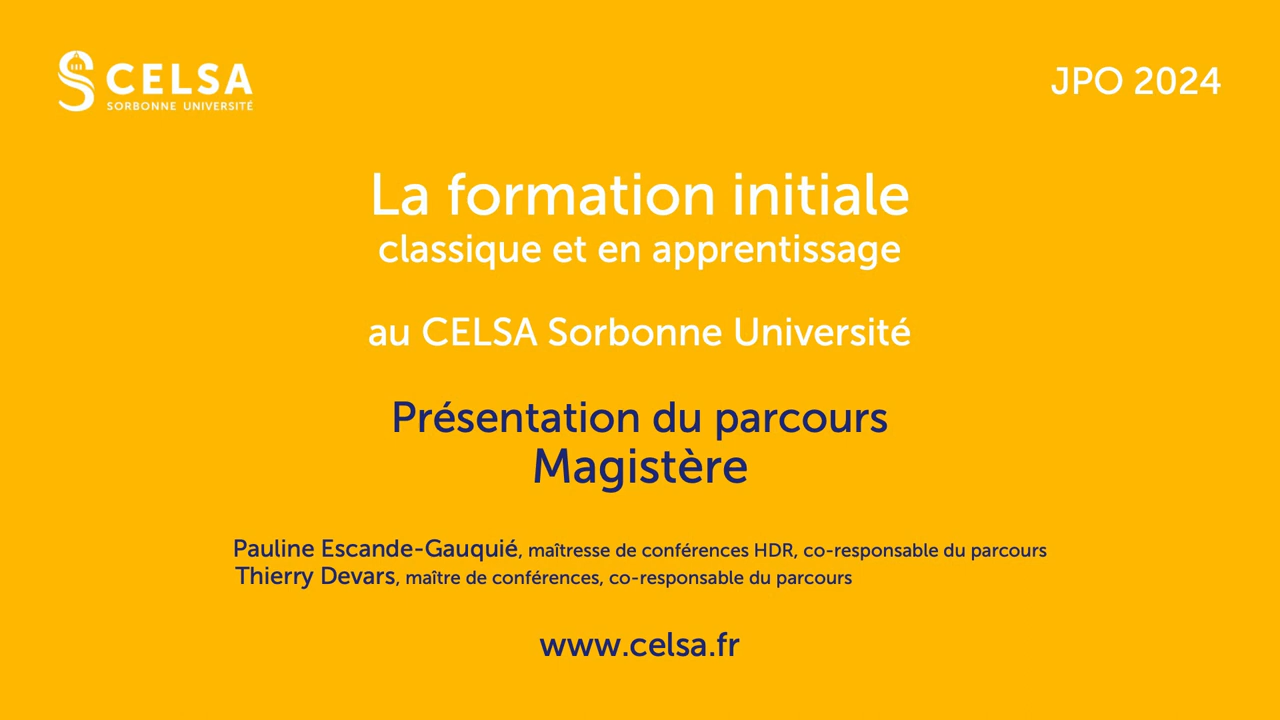 CELSA
SORBONNE UNIVERSITÉ
JPO 2024
La formation initiale
classique et en apprentissage
au CELSA Sorbonne Université
Présentation du parcours
Magistère
Pauline Escande-Gauquié, maîtresse de conférences HDR, co-responsable du parcours
Thierry Devars, maître de conférences, co-responsable du parcours
www.celsa.fr